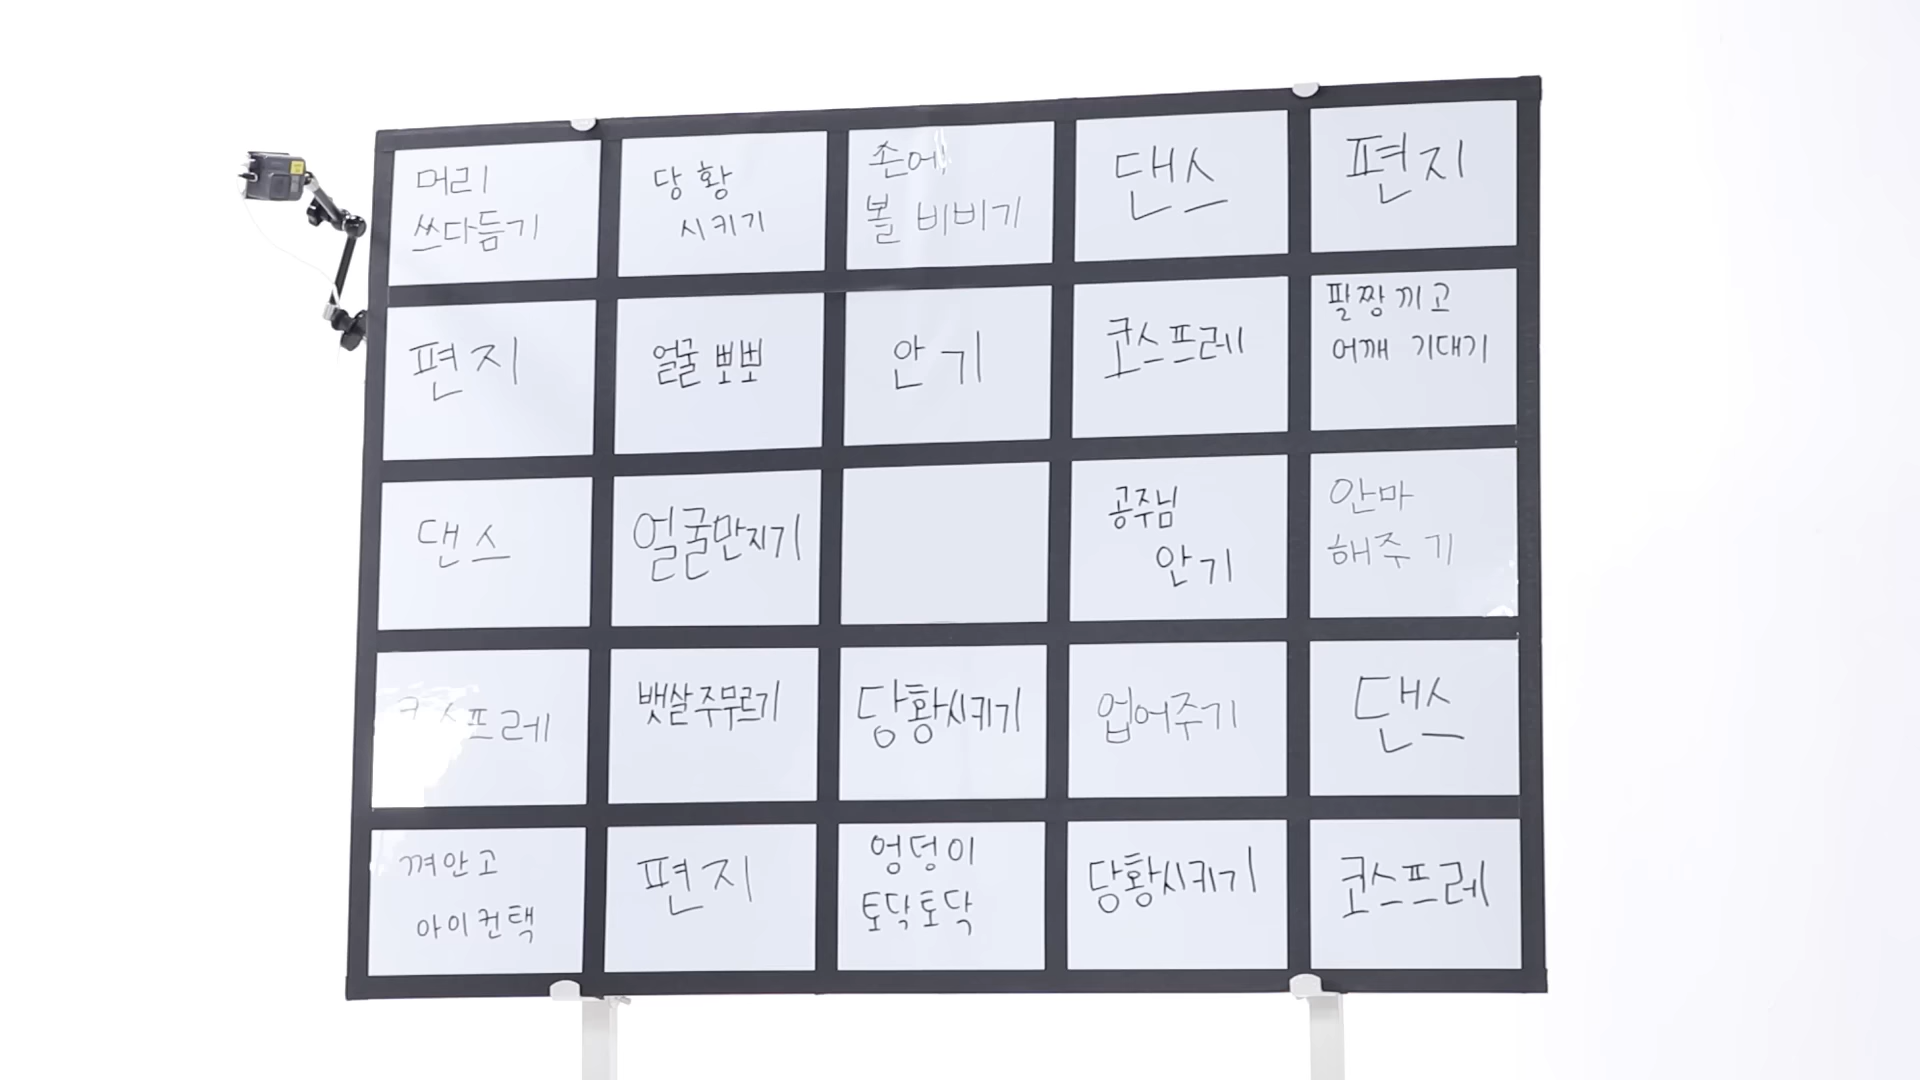 머리
쓰다듬기
당황
시키기
손에
볼 비비기
댄스
편지
편지
얼굴 뽀뽀
안기
코스프레
팔짱끼고
어깨 기대기
댄스
얼굴만지기
공주님
안기
안마
해주기
코스프레
뱃살주무르기
당황시키기
업어주기
댄스
껴안고
아이컨택
편지
엉덩이
토닥토닥
당황시키기
코스프레